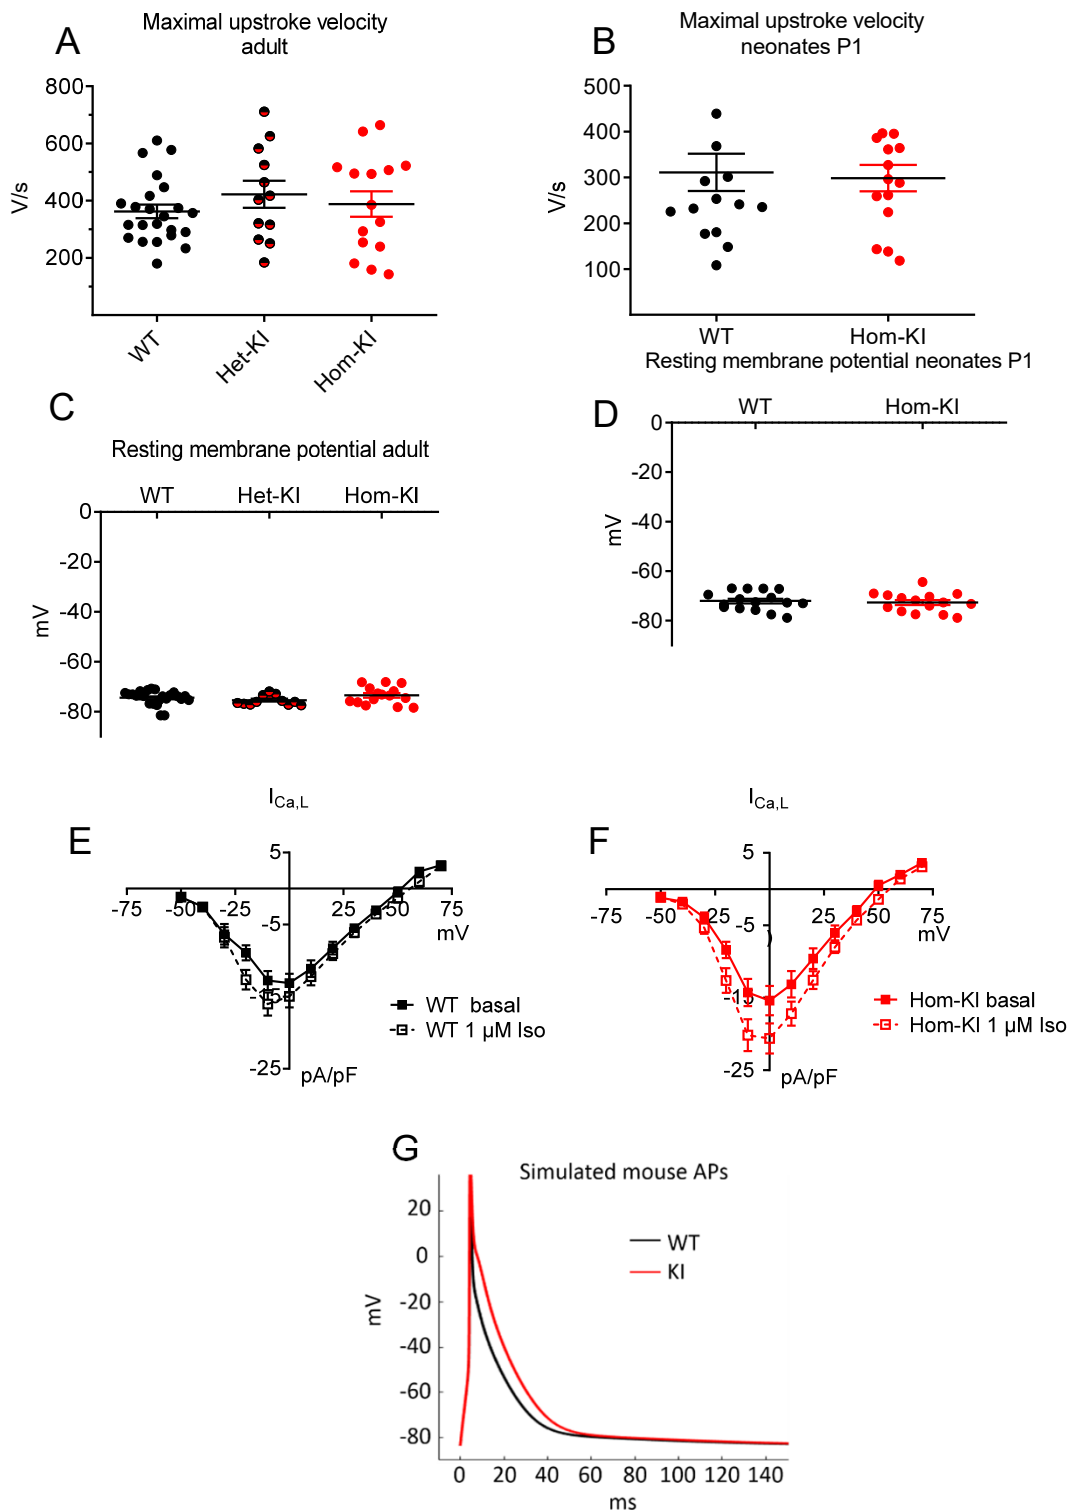 A
Maximal upstroke velocity
adult
800
600
400
200
V/s
WT
Het-KI
Hom-KI
B
Maximal upstroke velocity
neonates P1
500
400
300
200
100
V/s
WT
Hom-KI
C
Resting membrane potential adult
WT
Het-KI
Hom-KI
0
-20
-40
-60
-80
mV
D
Resting membrane potential neonates P1
WT
Hom-KI
0
-20
-40
-60
-80
mV
E
I Ca,L
5
-75
-50
-25
25
50
75
mV
-5
-15
-25
pA/pF
WT basal
WT 1 µM Iso
F
I Ca,L
5
-75
-50
-25
25
50
75
mV
-5
-15
-25
pA/pF
Hom-KI basal
Hom-KI 1 µM Iso
G
Simulated mouse APs
20
0
-20
-40
-60
-80
mV
WT
KI
0 20 40 60 80 100 120 140
ms